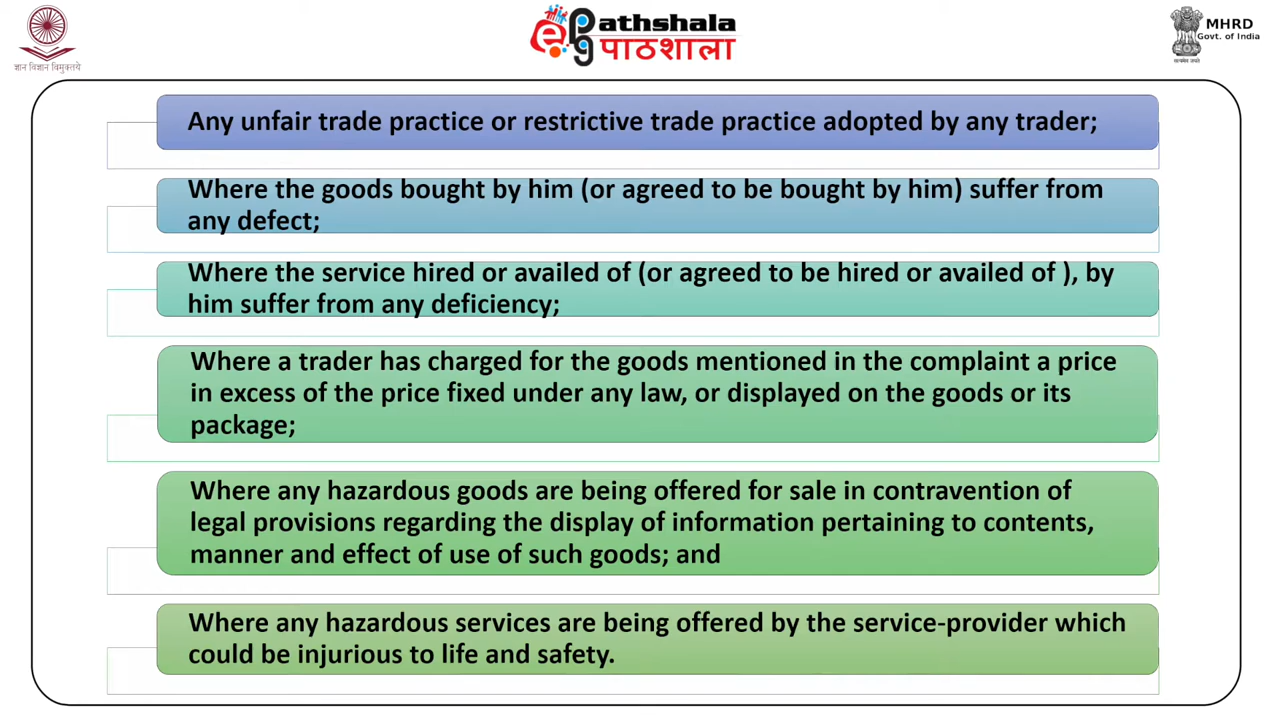 ज्ञान विज्ञान विमुक्तये
epg Pathshala
पाठशाला
MHRD
Govt. of India
सत्यमेव जयते
Any unfair trade practice or restrictive trade practice adopted by any trader;
Where the goods bought by him (or agreed to be bought by him) suffer from
any defect;
Where the service hired or availed of (or agreed to be hired or availed of ), by
him suffer from any deficiency;
Where a trader has charged for the goods mentioned in the complaint a price
in excess of the price fixed under any law, or displayed on the goods or its
package;
Where any hazardous goods are being offered for sale in contravention of
legal provisions regarding the display of information pertaining to contents,
manner and effect of use of such goods; and
Where any hazardous services are being offered by the service-provider which
could be injurious to life and safety.